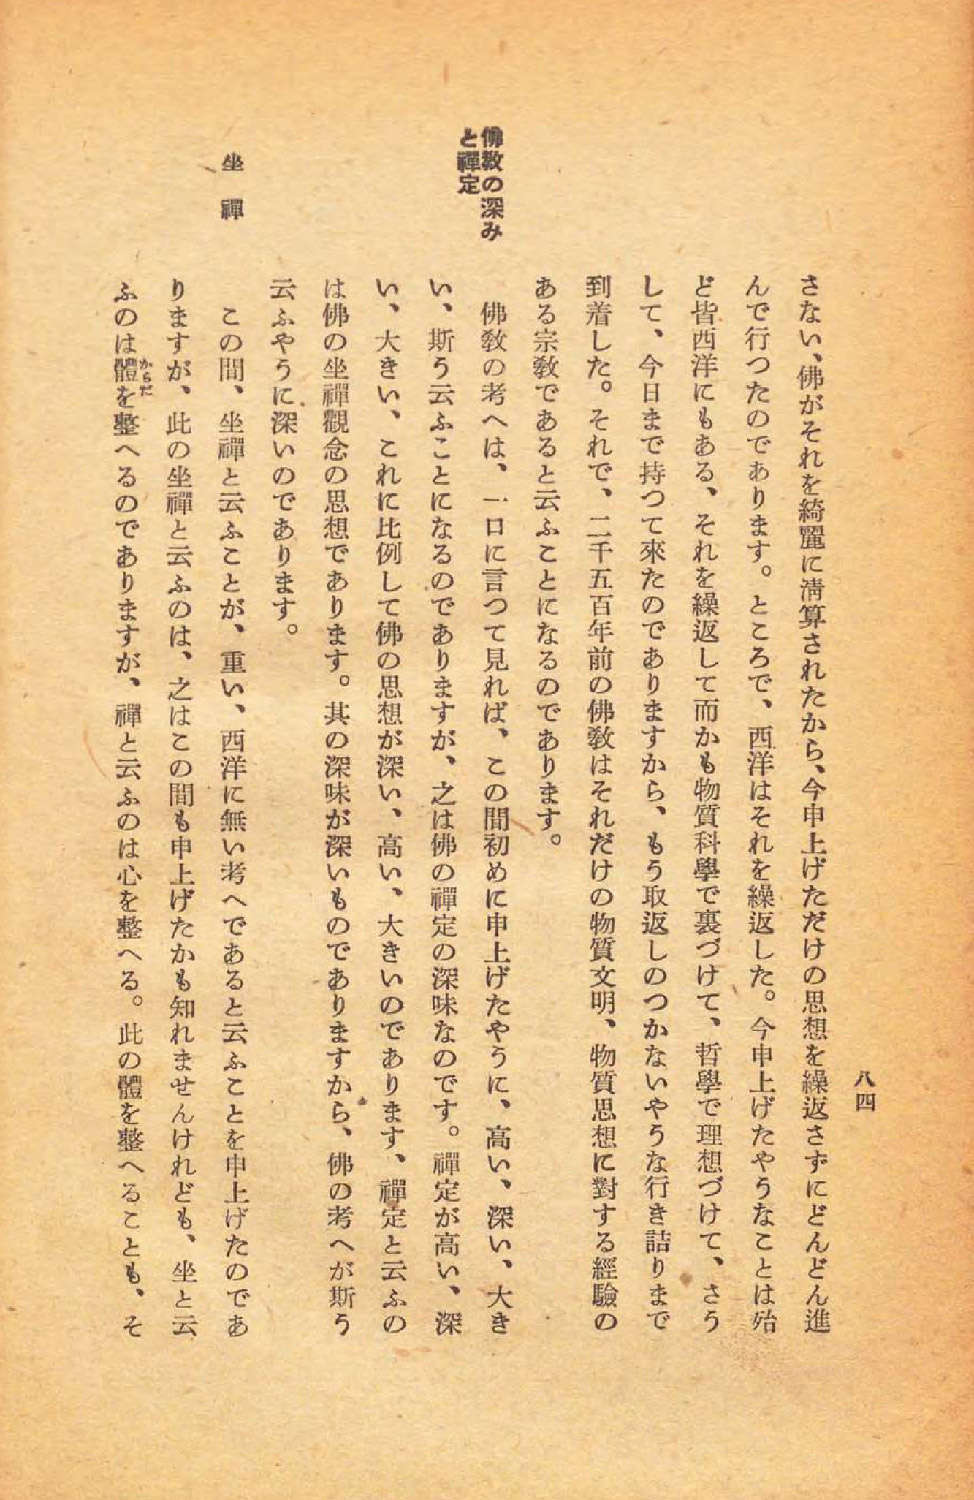 八四
さない、佛がそれを綺麗に淸算されたから、今申上げただけの思想を繰返さずにどんどん進
んで行つたのであります。ところで、西洋はそれを繰返した。今申上げたやうなことは殆
ど皆西洋にもある、それを繰返して而かも物質科學で裏づけて、哲學で理想づけて、さう
して、今日まで持つて來たのでありますから、もう取返しのつかないやうな行き詰りまで
到着した。それで、二千五百年前の佛敎はそれだけの物質文明、物質思想に對する經驗の
ある宗敎であると云ふことになるのであります。
佛敎の深み
と禪定
佛敎の考へは、一口に言つて見れば、この間初めに申上げたやうに、高い、深い、大き
い、斯う云ふことになるのでありますが、之は佛の禪定の深味なのです。禪定が高い、深
い、大きい、これに比例して佛の思想が深い、高い、大きいのであります、禪定と云ふの
は佛の坐禪觀念の思想であります。其の深味が深いものでありますから、佛の考へが斯う
云ふやうに深いのであります。
坐禪
この間、坐禪と云ふことが、重い、西洋に無い考へであると云ふことを申上げたのであ
りますが、此の坐禪と云ふのは、之はこの間も申上げたかも知れませんけれども、坐と云
ふのは體からだを整へるのでありますが、禪と云ふのは心を整へる。此の體を整へることも、そ